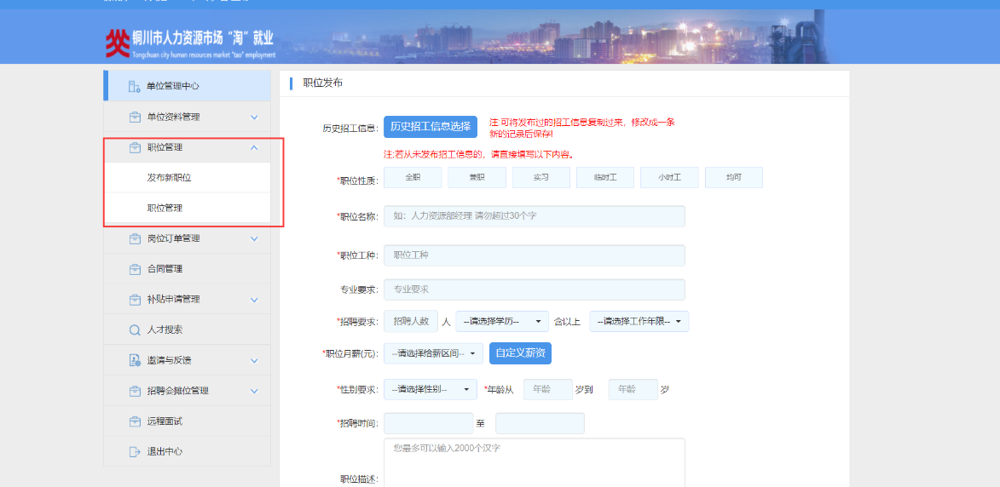 铜川市人力资源市场“淘”就业
Tongchuan city human resources market "tao" employment
单位管理中心
单位资料管理
职位管理
发布新职位
职位管理
岗位订单管理
合同管理
补贴申请管理
人才搜索
邀请与反馈
招聘会摊位管理
远程面试
退出中心
职位发布
历史招工信息: 历史招工信息选择 注:可将发布过的招工信息复制过来，修改成一条
新的记录后保存!
注:若从未发布招工信息的，请直接填写以下内容。
*职位性质: 全职 兼职 实习 临时工 小时工 均可
*职位名称: 如：人力资源部经理 请勿超过30个字
*职位工种: 职位工种
专业要求: 专业要求
*招聘要求: 招聘人数 人 --请选择学历-- 含以上 --请选择工作年限--
*职位月薪(元): --请选择给薪区间-- 自定义薪资
*性别要求: --请选择性别-- *年龄从 年龄 岁到 年龄 岁
*招聘时间: 至
您最多可以输入2000个汉字
职位描述: